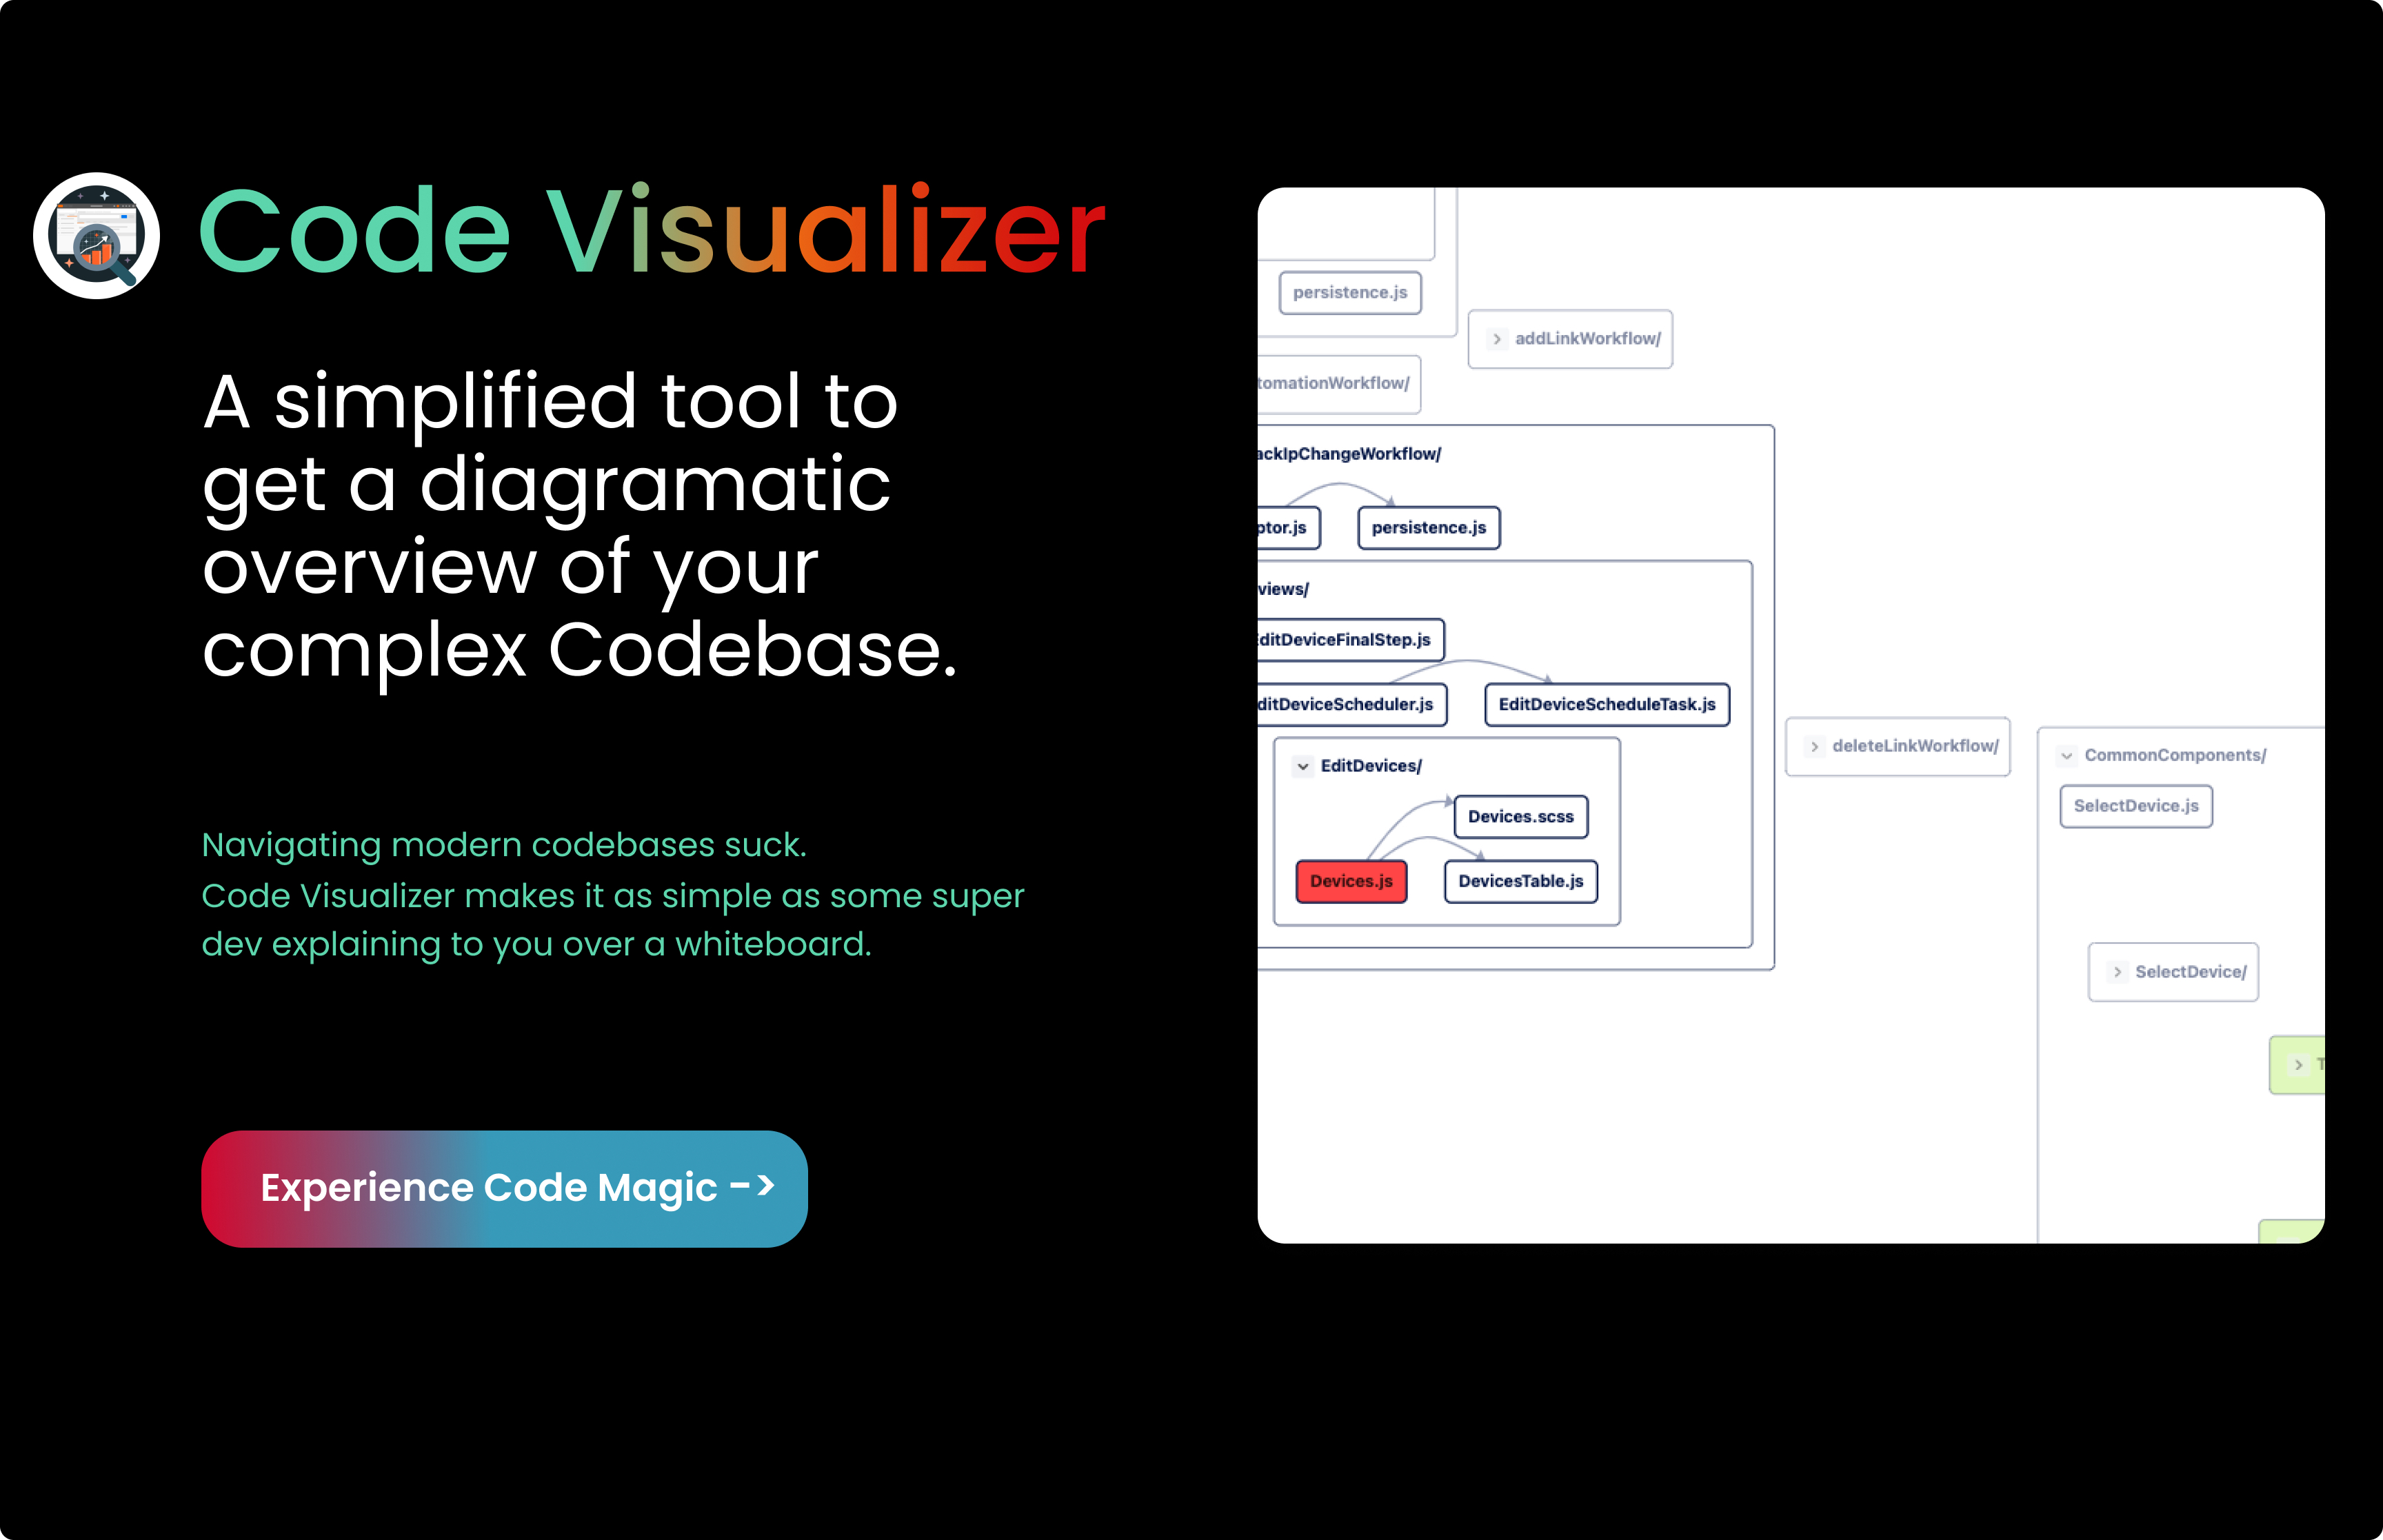 Code Visualizer
A simplified tool to
get a diagramatic
overview of your
complex Codebase.
Navigating modern codebases suck.
Code Visualizer makes it as simple as some super
dev explaining to you over a whiteboard.
Experience Code Magic ->
persistence.js
addLinkWorkflow/
tomationWorkflow/
ackIpChangeWorkflow/
ptor.js
persistence.js
views/
EditDeviceFinalStep.js
ditDeviceScheduler.js
EditDeviceScheduleTask.js
EditDevices/
Devices.scss
Devices.js
DevicesTable.js
deleteLinkWorkflow/
CommonComponents/
SelectDevice.js
SelectDevice/